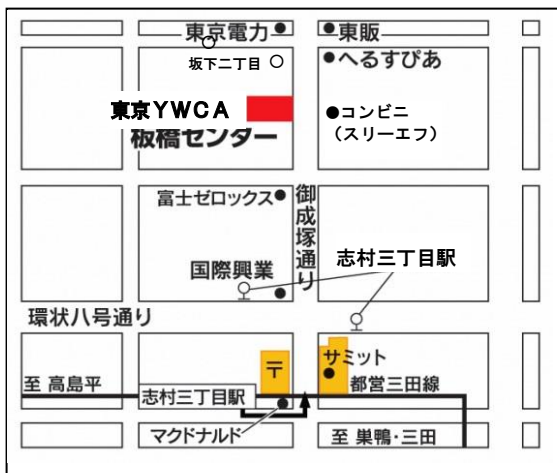 東京電力
東販
坂下二丁目
へるすぴあ
東京YWCA
板橋センター
コンビニ
(スリーエフ)
富士ゼロックス
御成塚通り
国際興業
志村三丁目駅
環状八号通り
〒
サミット
至 高島平
志村三丁目駅
都営三田線
マクドナルド
至 巣鴨・三田